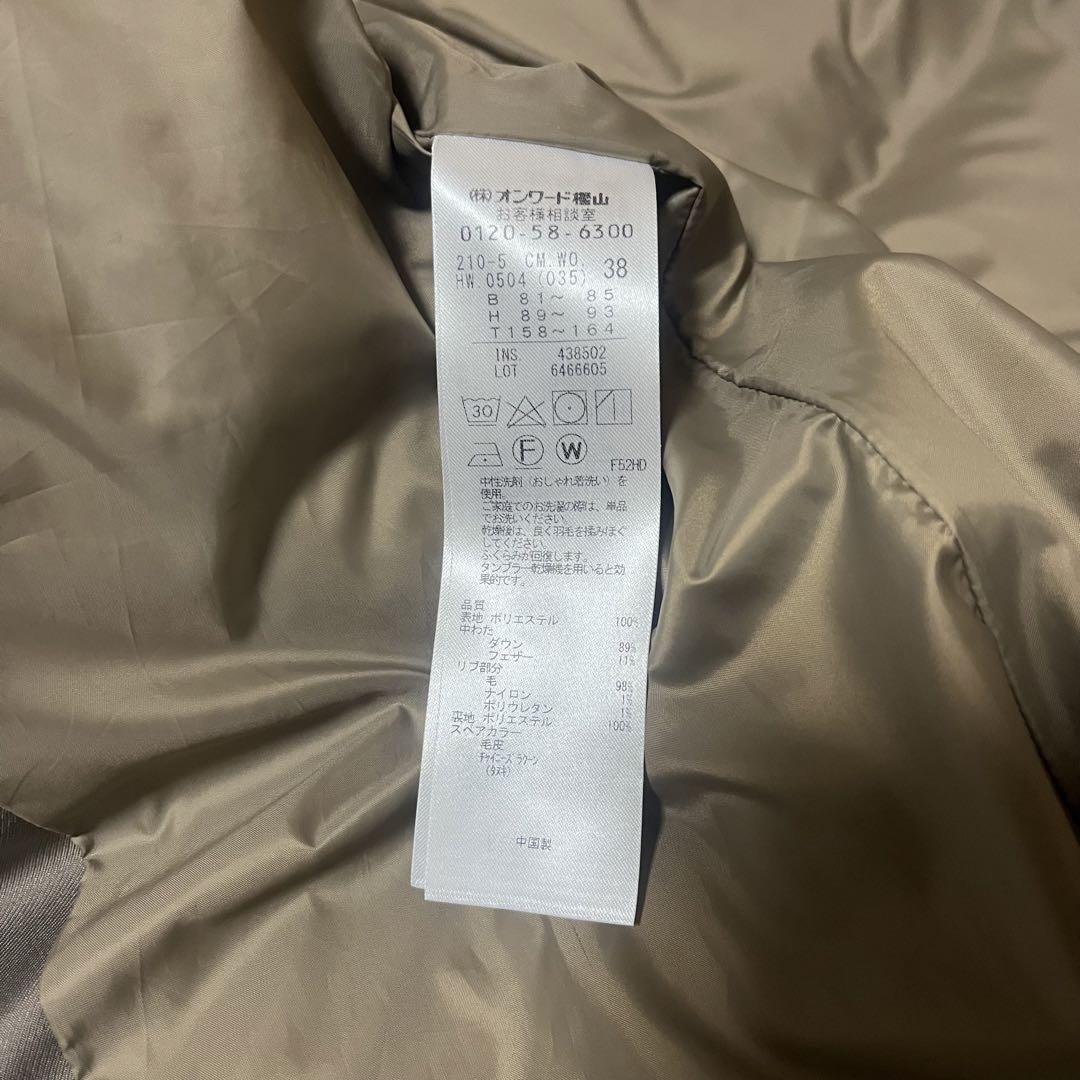 (株)オンワード樫山
お客様相談室
0120-58-6300
210-5 CM.WO. 38
HW.0504 (035)
B 81～ 85
H 89～ 93
T158～164
INS. 438502
LOT 6466605
30
F W
F52HD
中性洗剤（おしゃれ着洗い）を
使用。
ご家庭でのお洗濯の際は、単品
でお洗いください。
乾燥後は、良く羽毛を揉みほぐ
してください。
ふくらみが回復します。
タンブラー乾燥機を用いると効
果的です。
品質
表地 ポリエステル 100%
中わた
ダウン 89%
フェザー 11%
リブ部分
毛 98%
ナイロン 1%
ポリウレタン 1%
裏地 ポリエステル 100%
スペアカラー
毛皮
ﾁｬｲﾆｰｽﾞﾗｸｰﾝ
(ﾀﾇｷ)
中国製